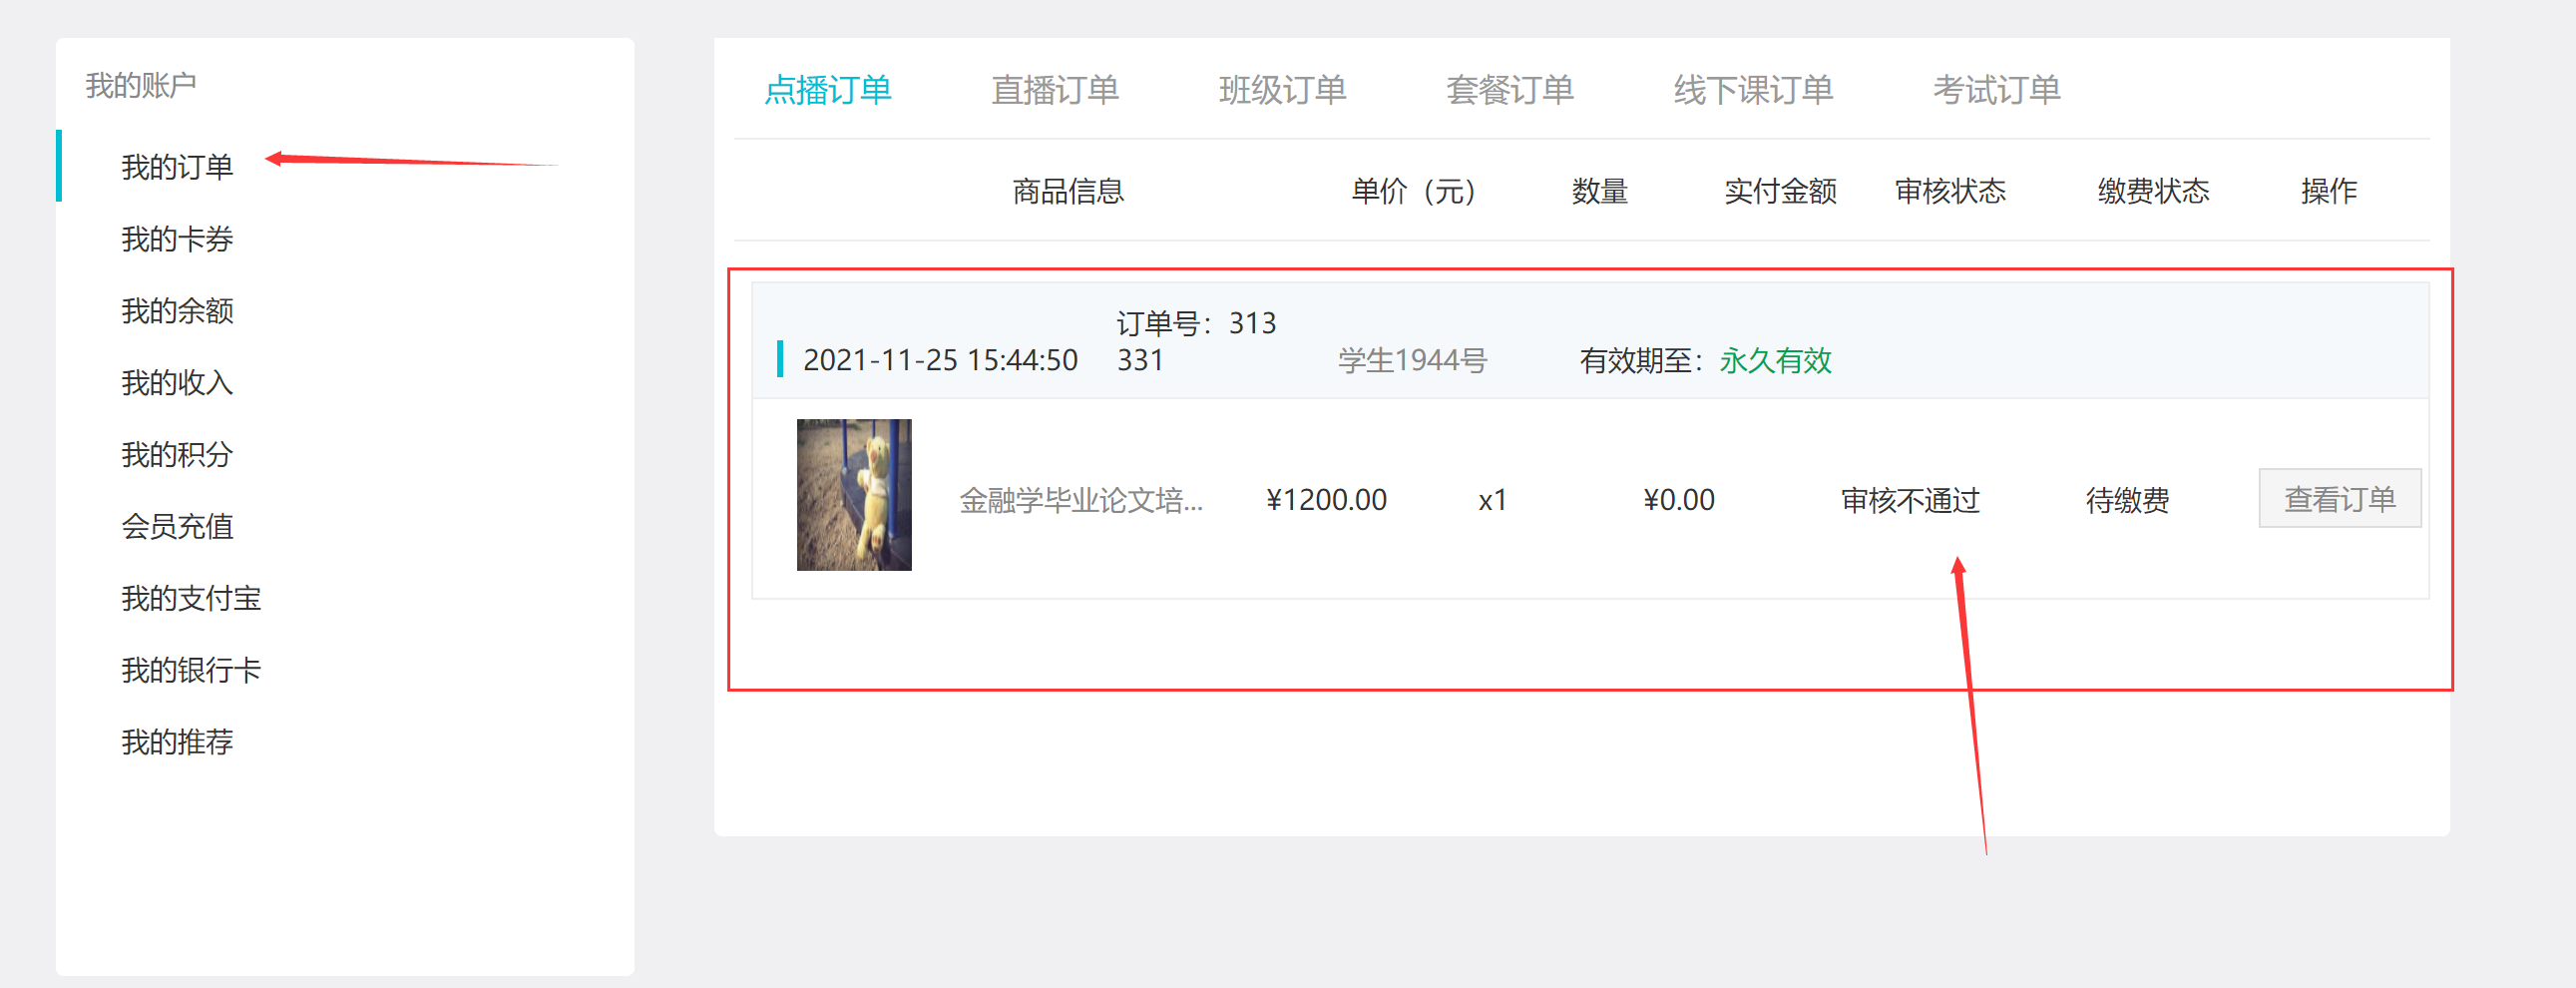 我的账户
我的订单
我的卡券
我的余额
我的收入
我的积分
会员充值
我的支付宝
我的银行卡
我的推荐
点播订单 直播订单 班级订单 套餐订单 线下课订单 考试订单
商品信息 单价（元） 数量 实付金额 审核状态 缴费状态 操作
订单号：313
2021-11-25 15:44:50 331 学生1944号 有效期至：永久有效
金融学毕业论文培... ¥1200.00 x1 ¥0.00 审核不通过 待缴费 查看订单